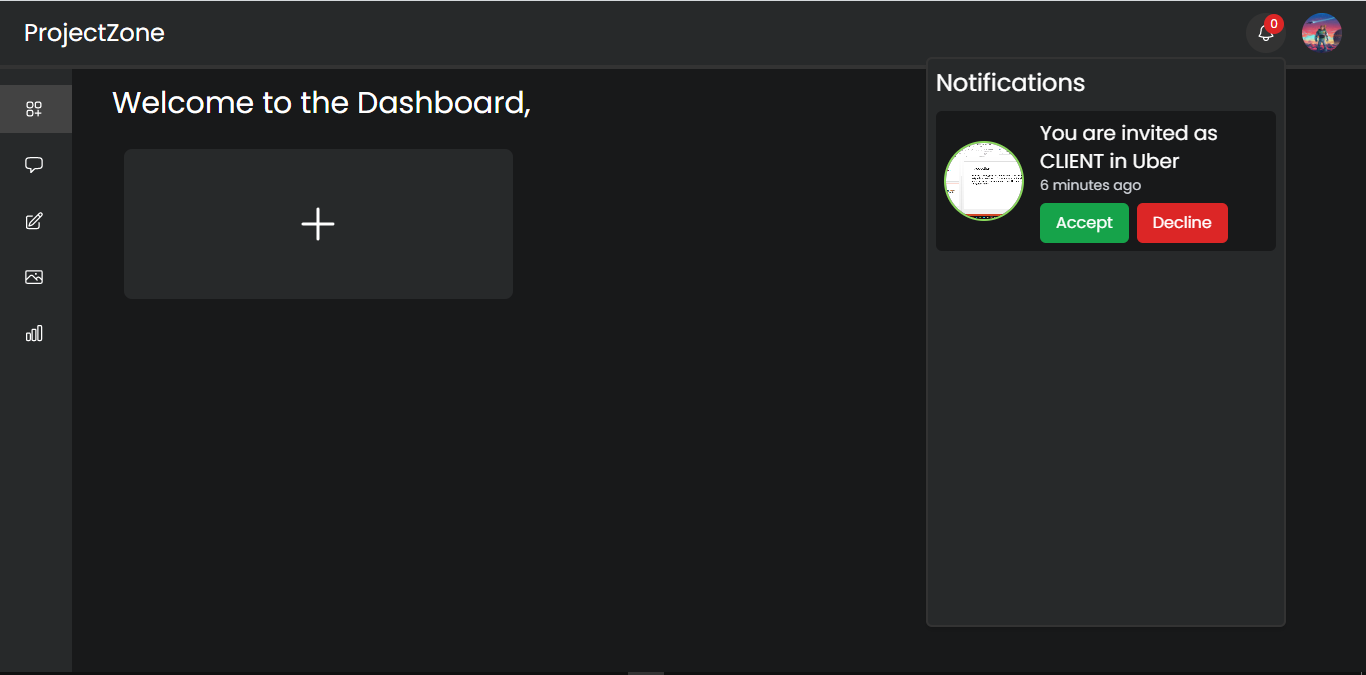 ProjectZone
0
Welcome to the Dashboard,
Notifications
You are invited as
CLIENT in Uber
6 minutes ago
Accept
Decline